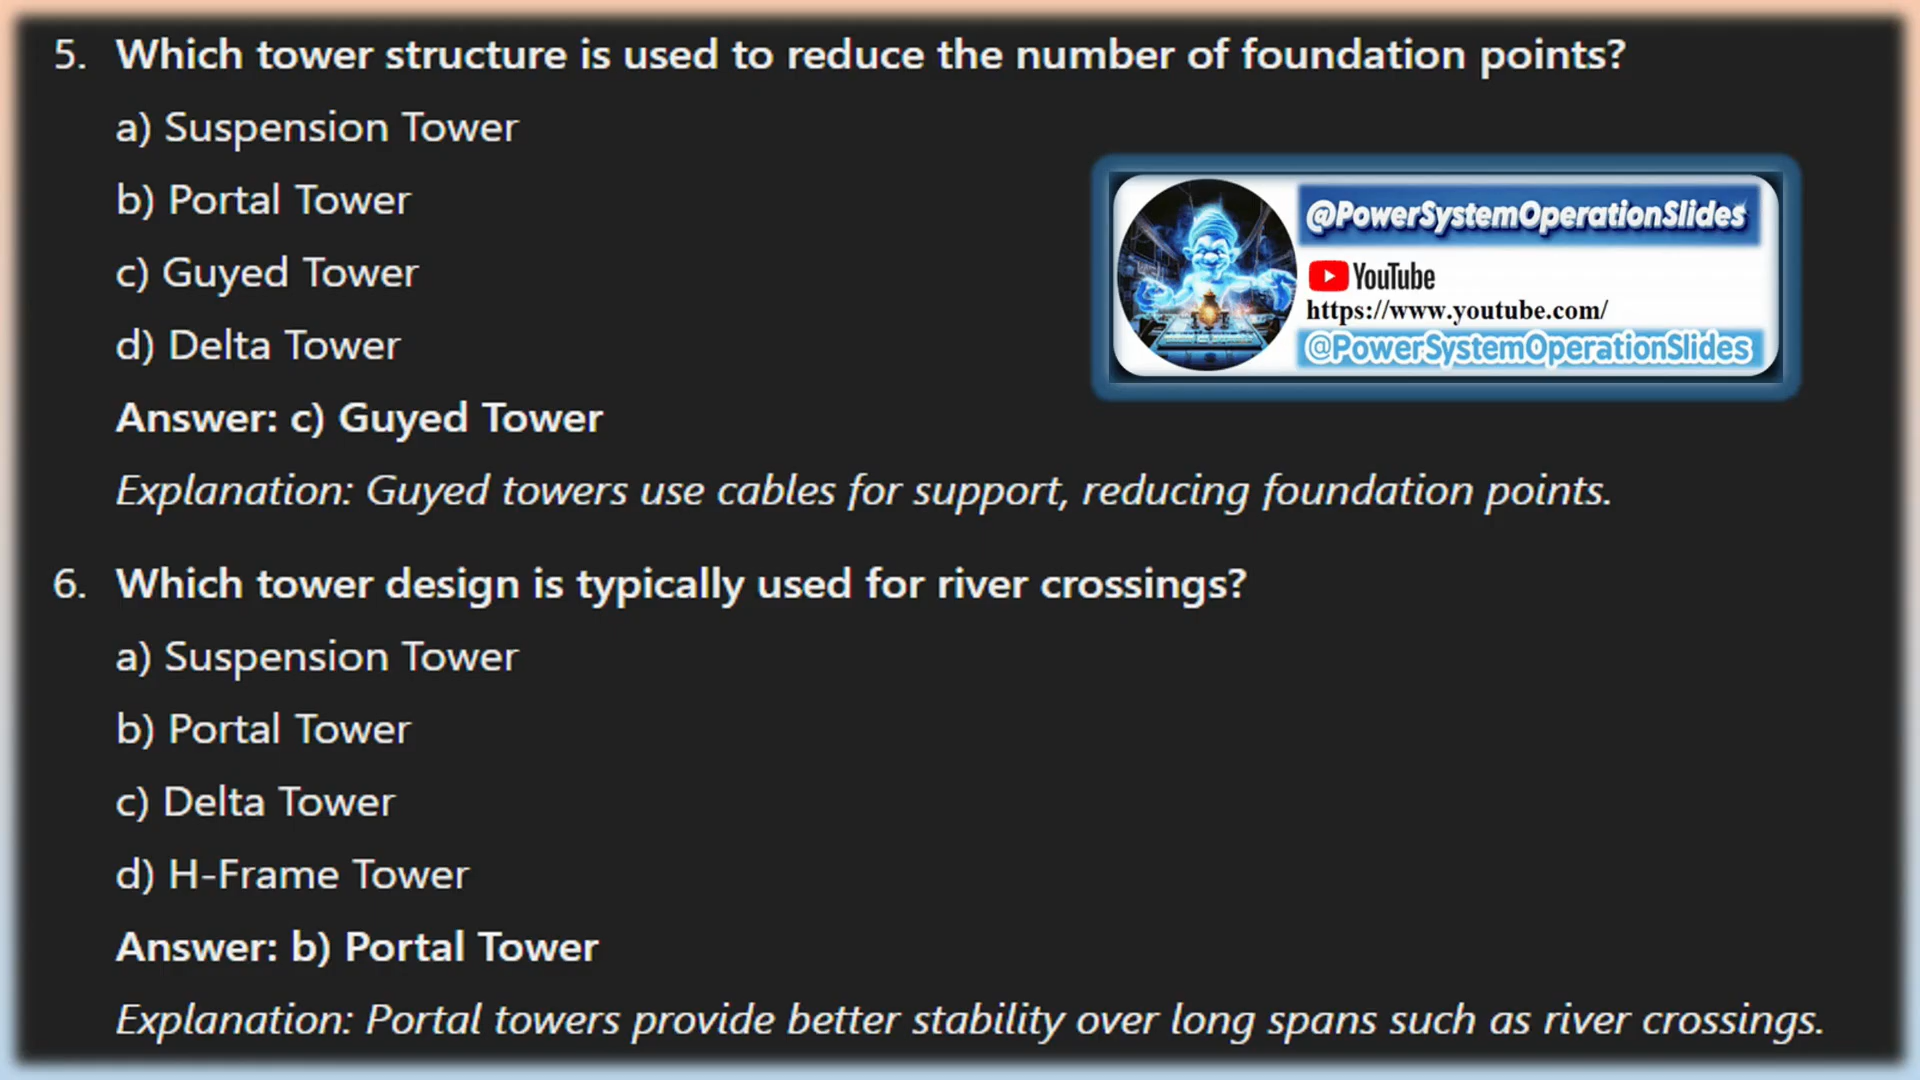 5. Which tower structure is used to reduce the number of foundation points?
a) Suspension Tower
b) Portal Tower
c) Guyed Tower
d) Delta Tower
Answer: c) Guyed Tower
Explanation: Guyed towers use cables for support, reducing foundation points.
@PowerSystemOperationSlides
YouTube
https://www.youtube.com/
@PowerSystemOperationSlides
6. Which tower design is typically used for river crossings?
a) Suspension Tower
b) Portal Tower
c) Delta Tower
d) H-Frame Tower
Answer: b) Portal Tower
Explanation: Portal towers provide better stability over long spans such as river crossings.